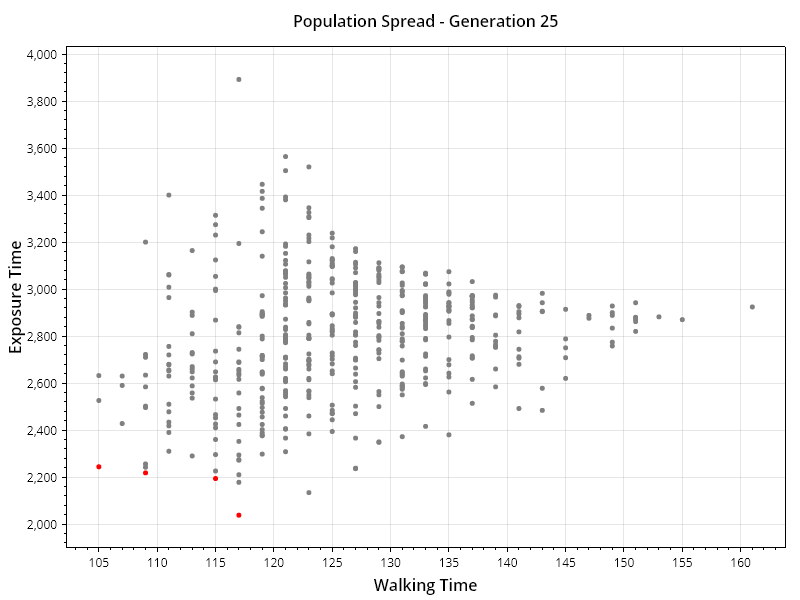 Population Spread - Generation 25
4,000
3,800
3,600
3,400
3,200
3,000
2,800
2,600
2,400
2,200
2,000
Exposure Time
105 110 115 120 125 130 135 140 145 150 155 160
Walking Time